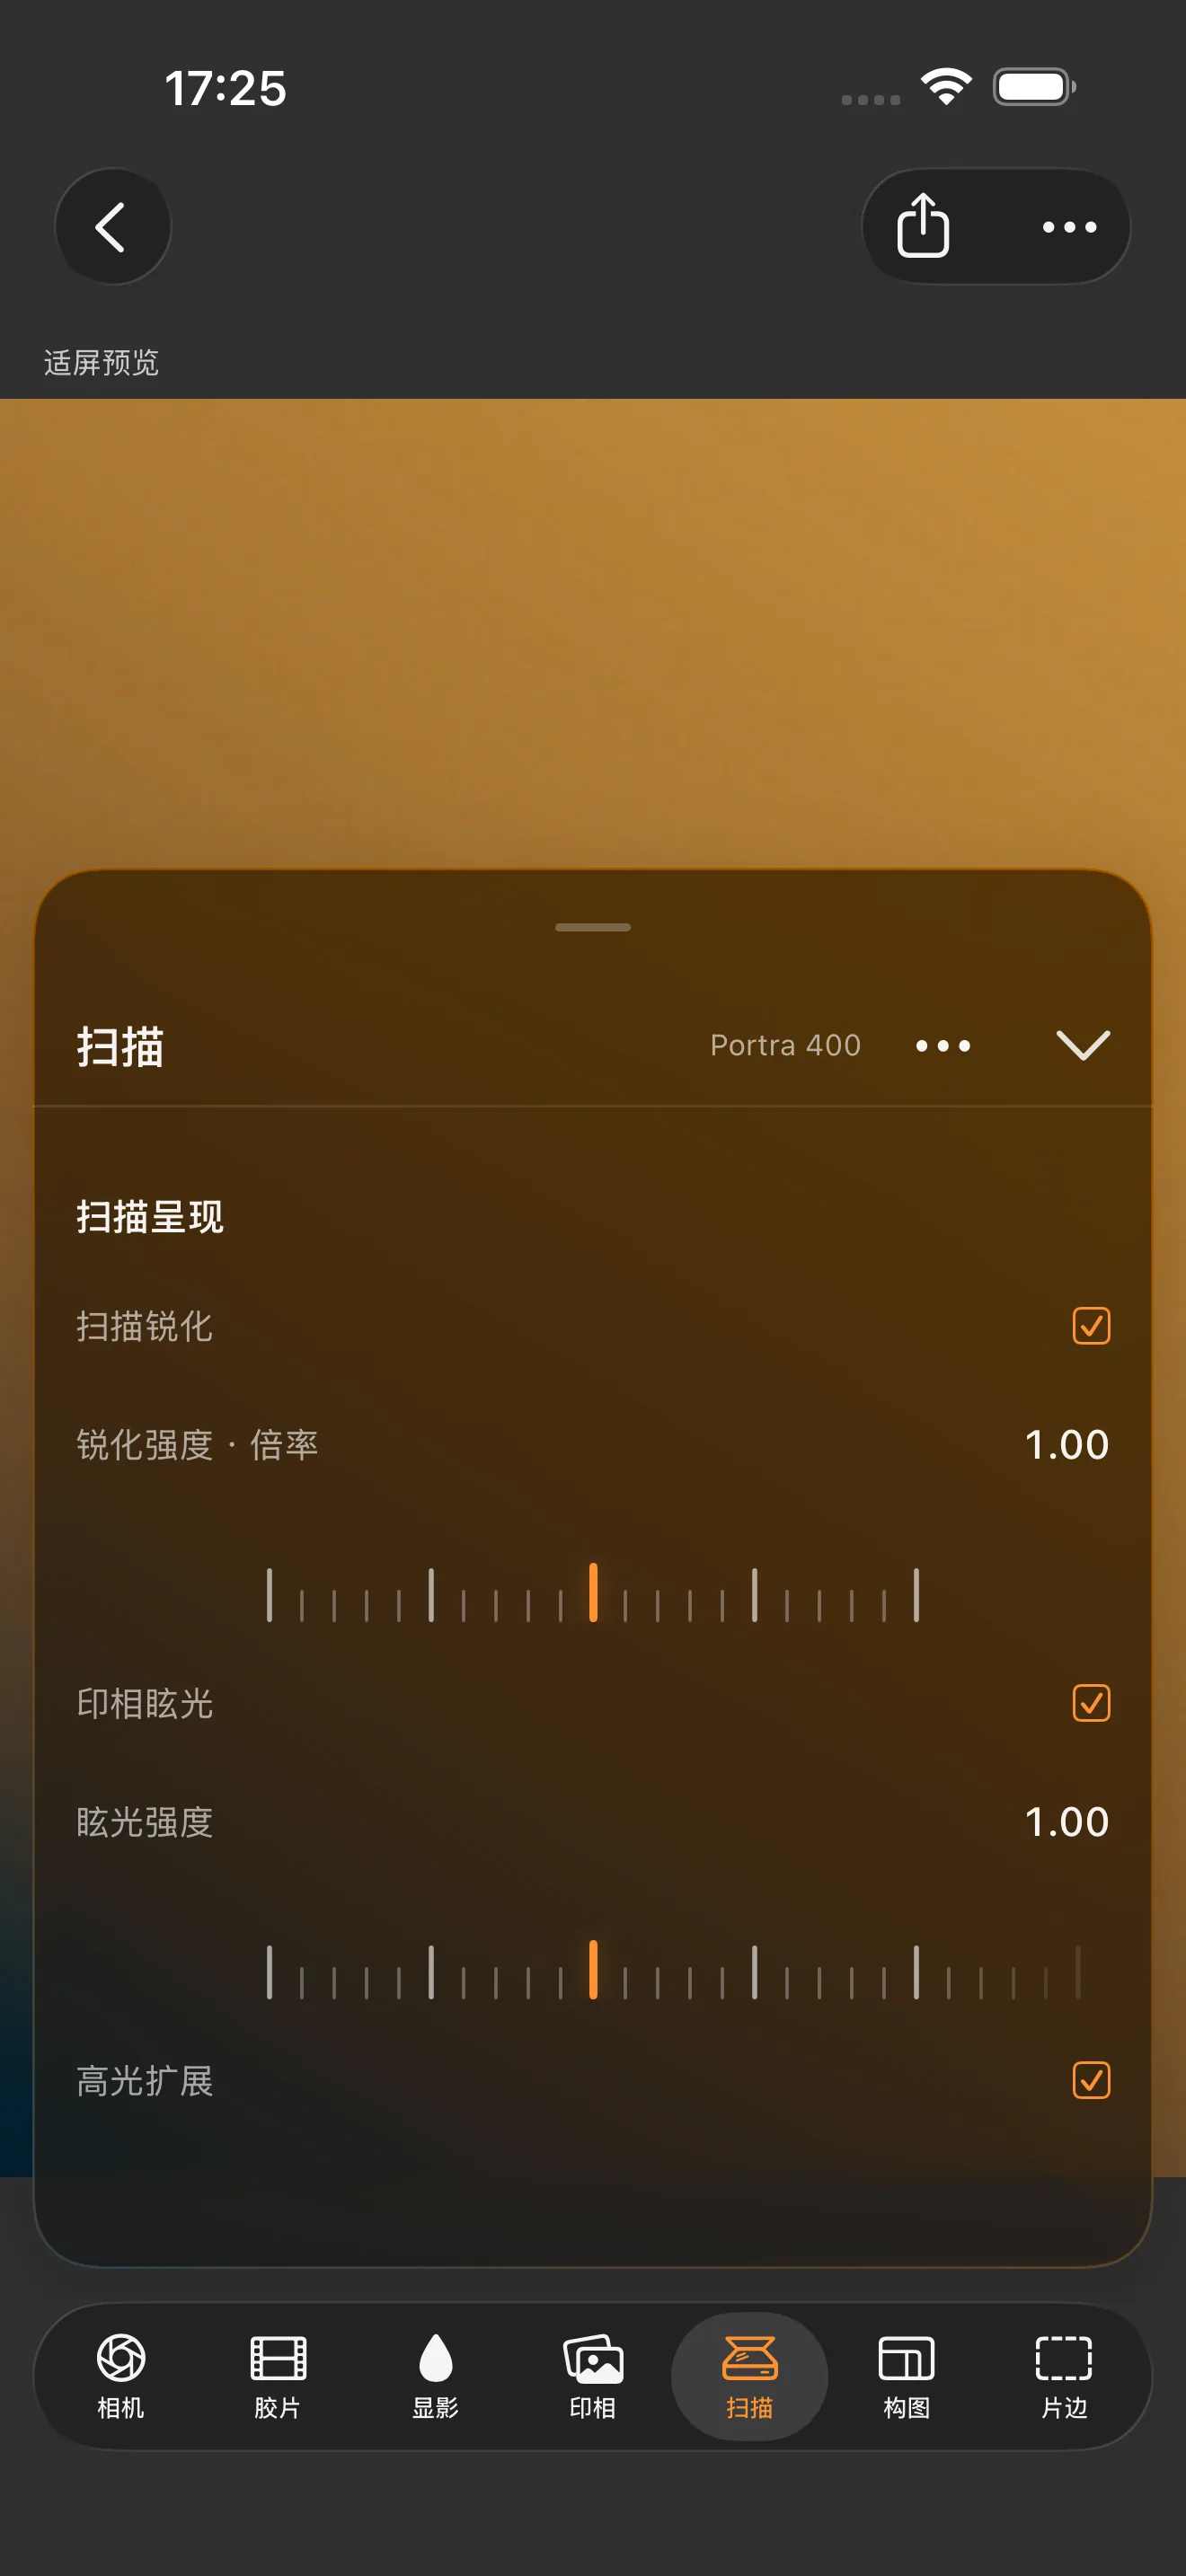 17:25
适屏预览
扫描 Portra 400
扫描呈现
扫描锐化
锐化强度 · 倍率 1.00
印相眩光
眩光强度 1.00
高光扩展
相机 胶片 显影 印相 扫描 构图 片边